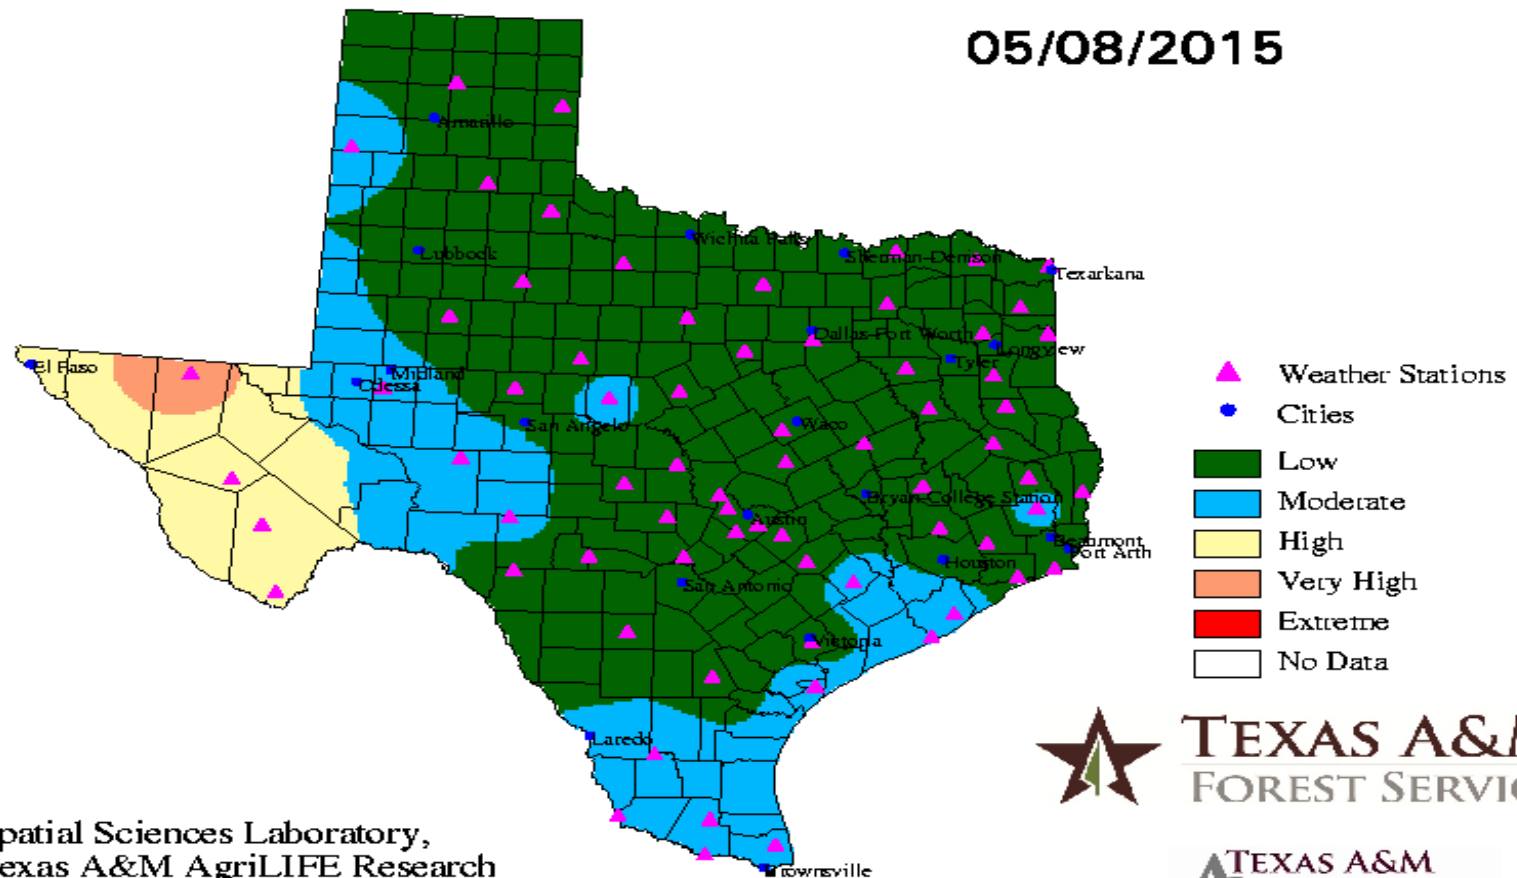 05/08/2015
Amarillo
Wichita Falls
Lubbock
Sherman-Denison
Texarkana
Dallas-Fort Worth
Longview
Tyler
El Paso
Midland
Odessa
San Angelo
Waco
Bryan-College Station
Austin
Beaumont
Port Arth
Houston
San Antonio
Victoria
Laredo
Brownsville
Weather Stations
Cities
Low
Moderate
High
Very High
Extreme
No Data
TEXAS A&M
FOREST SERVIC
patial Sciences Laboratory,
exas A&M AgriLIFE Research
TEXAS A&M